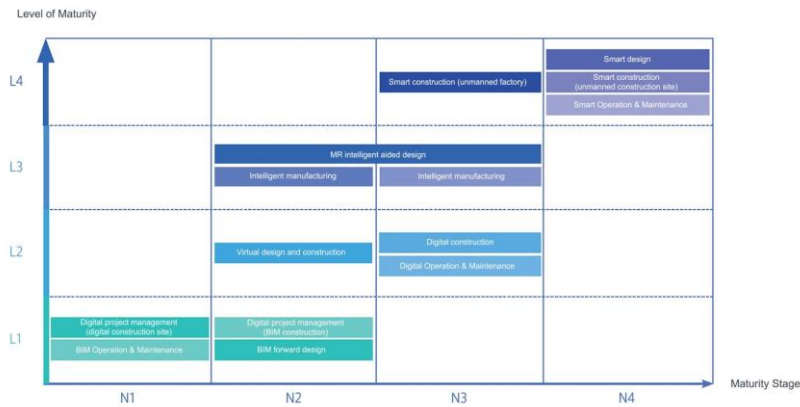 Level of Maturity
L4
Smart construction (unmanned factory)
Smart design
Smart construction
(unmanned construction site)
Smart Operation & Maintenance
L3
MR intelligent aided design
Intelligent manufacturing
Intelligent manufacturing
L2
Virtual design and construction
Digital construction
Digital Operation & Maintenance
L1
Digital project management
(digital construction site)
BIM Operation & Maintenance
Digital project management
(BIM construction)
BIM forward design
N1
N2
N3
N4
Maturity Stage